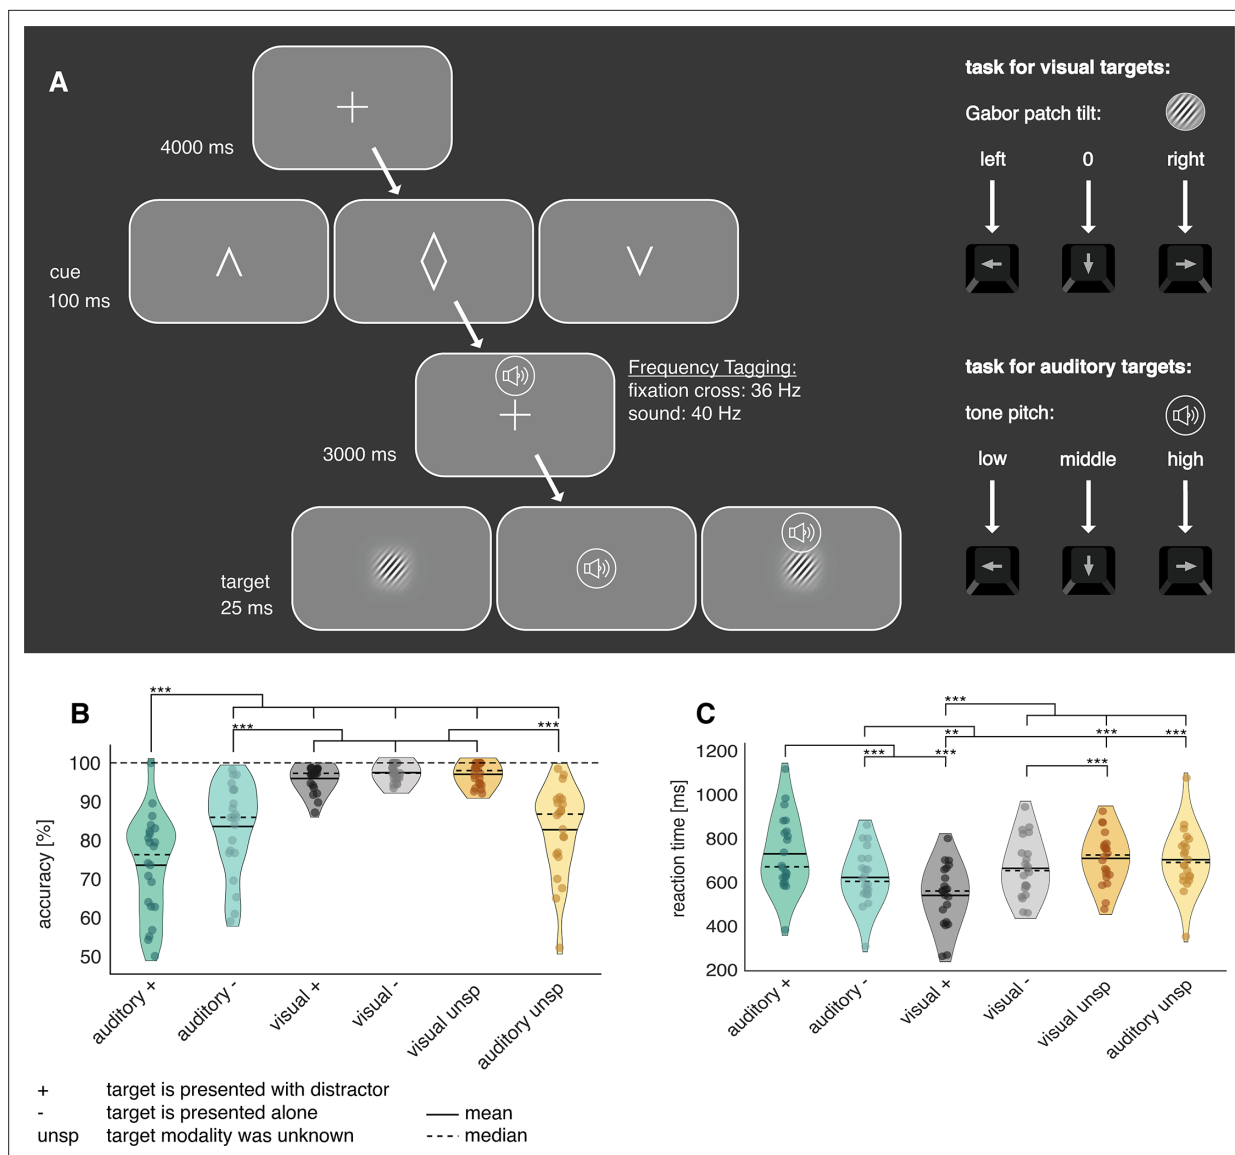 A
4000 ms
cue
100 ms
Frequency Tagging:
fixation cross: 36 Hz
sound: 40 Hz
3000 ms
target
25 ms
task for visual targets:
Gabor patch tilt:
left 0 right
task for auditory targets:
tone pitch:
low middle high
B
***
*** ***
100
90
80
70
60
50
accuracy [%]
auditory +
auditory -
visual +
visual -
visual unsp
auditory unsp
C
***
** *** ***
*** ***
***
1200
1000
800
600
400
200
reaction time [ms]
auditory +
auditory -
visual +
visual -
visual unsp
auditory unsp
+ target is presented with distractor
- target is presented alone
unsp target modality was unknown
mean
median